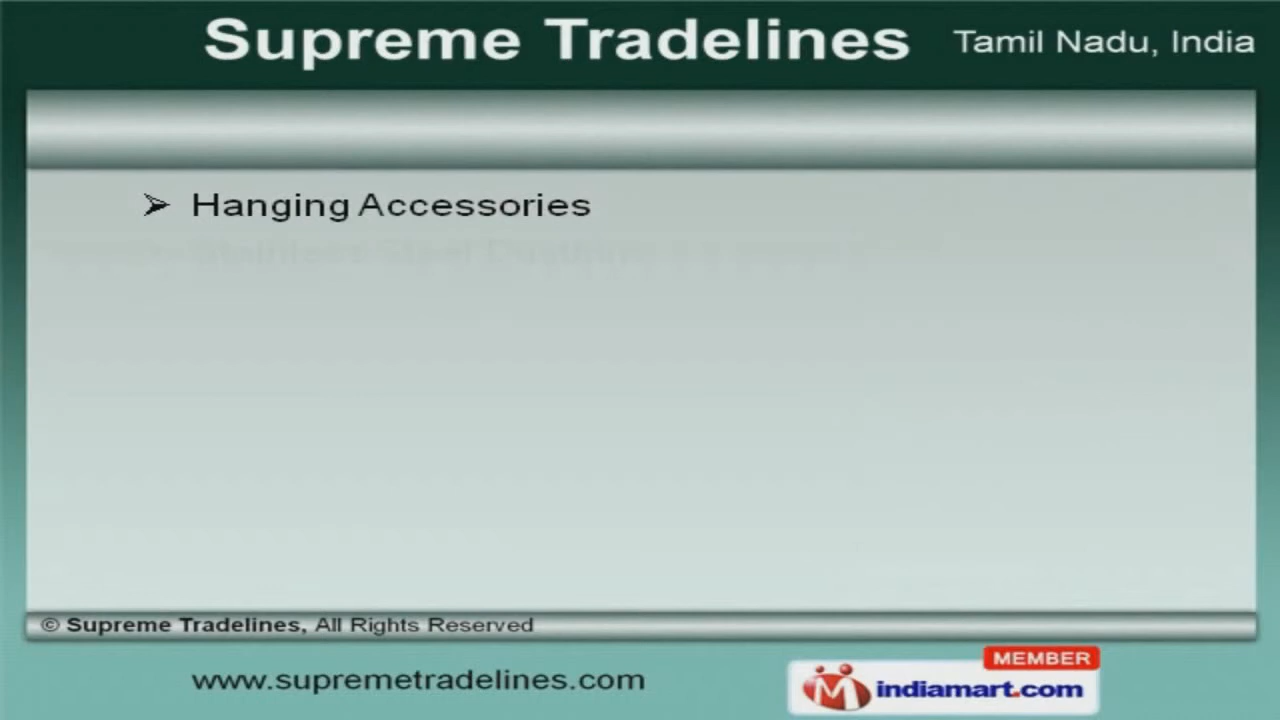 Supreme Tradelines
Tamil Nadu, India
➢ Hanging Accessories
© Supreme Tradelines, All Rights Reserved
www.supremetradelines.com
MEMBER
indiamart.com